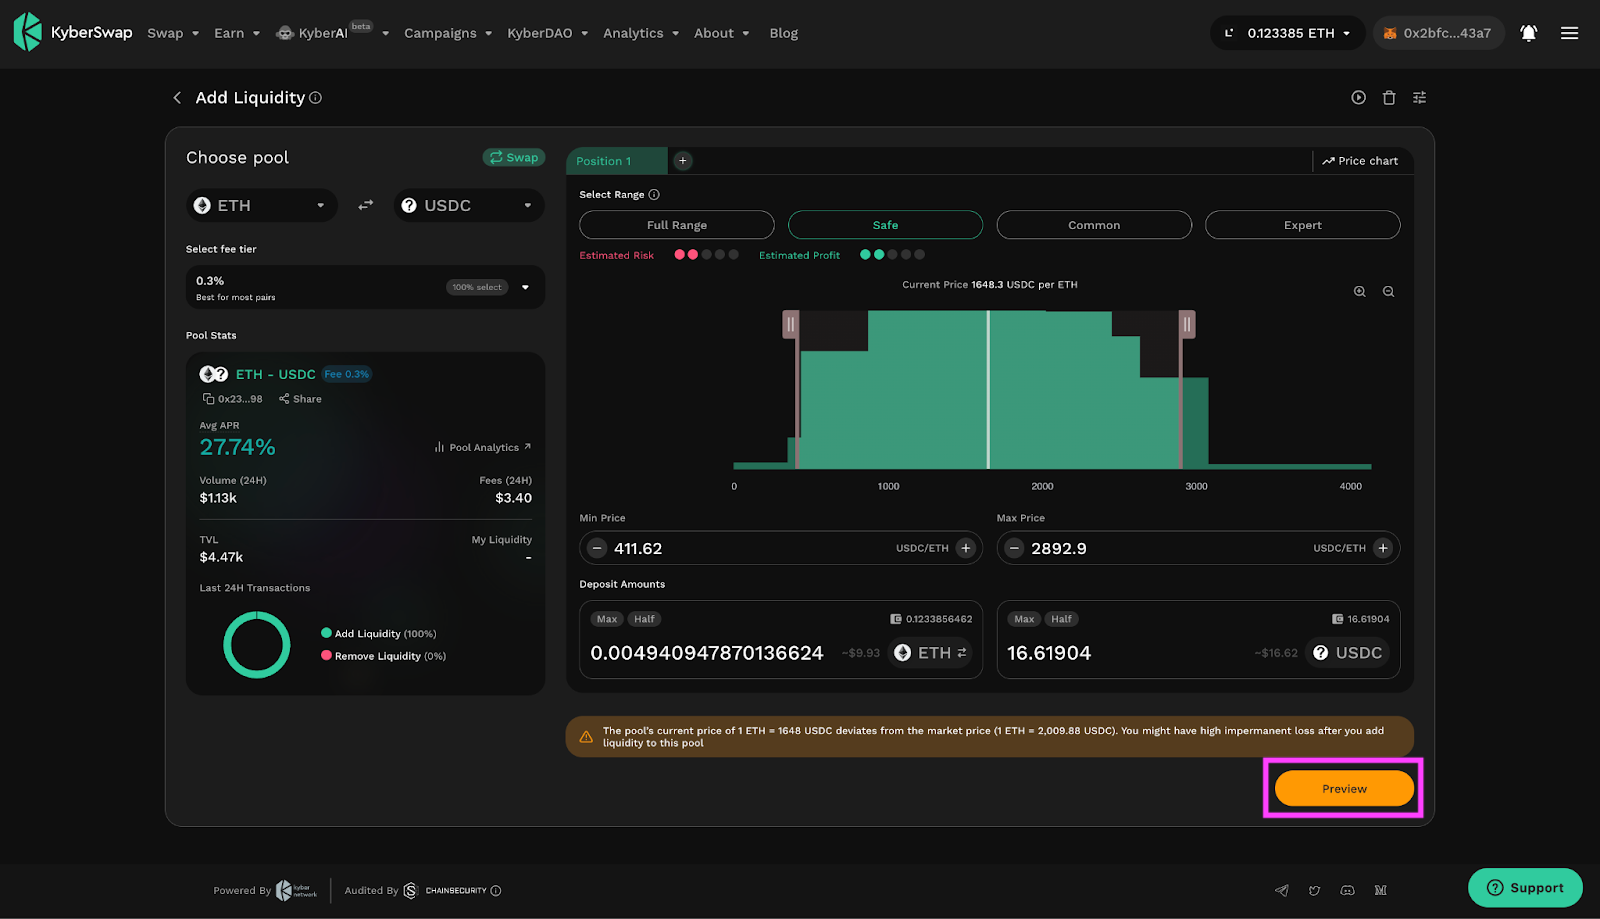 KyberSwap Swap Earn KyberAI beta Campaigns KyberDAO Analytics About Blog 0.123385 ETH 0x2bfc...43a7
Add Liquidity
Choose pool Swap
ETH USDC
Select fee tier
0.3%
Best for most pairs
100% select
Pool Stats
ETH - USDC Fee 0.3%
0x23...98 Share
Avg APR
27.74% Pool Analytics
Volume (24H) Fees (24H)
$1.13k $3.40
TVL My Liquidity
$4.47k -
Last 24H Transactions
Add Liquidity (100%)
Remove Liquidity (0%)
Position 1 + Price chart
Select Range
Full Range Safe Common Expert
Estimated Risk Estimated Profit
Current Price 1648.3 USDC per ETH
0 1000 2000 3000 4000
Min Price Max Price
− 411.62 USDC/ETH + − 2892.9 USDC/ETH +
Deposit Amounts
Max Half 0.1233856462 Max Half 16.61904
0.004940947870136624 ~$9.93 ETH 16.61904 ~$16.62 USDC
The pool's current price of 1 ETH = 1648 USDC deviates from the market price (1 ETH = 2,009.88 USDC). You might have high impermanent loss after you add
liquidity to this pool
Preview
Powered By kyber network Audited By CHAINSECURITY Support